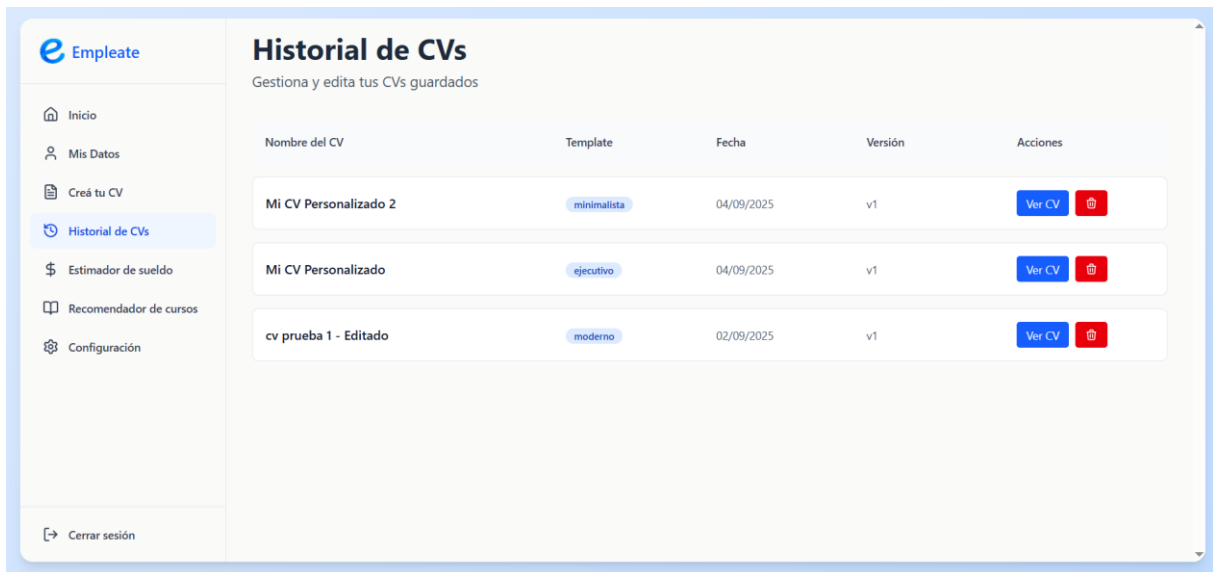 Empleate
Inicio
Mis Datos
Creá tu CV
Historial de CVs
Estimador de sueldo
Recomendador de cursos
Configuración
Cerrar sesión
Historial de CVs
Gestiona y edita tus CVs guardados
Nombre del CV Template Fecha Versión Acciones
Mi CV Personalizado 2 minimalista 04/09/2025 v1 Ver CV
Mi CV Personalizado ejecutivo 04/09/2025 v1 Ver CV
cv prueba 1 - Editado moderno 02/09/2025 v1 Ver CV